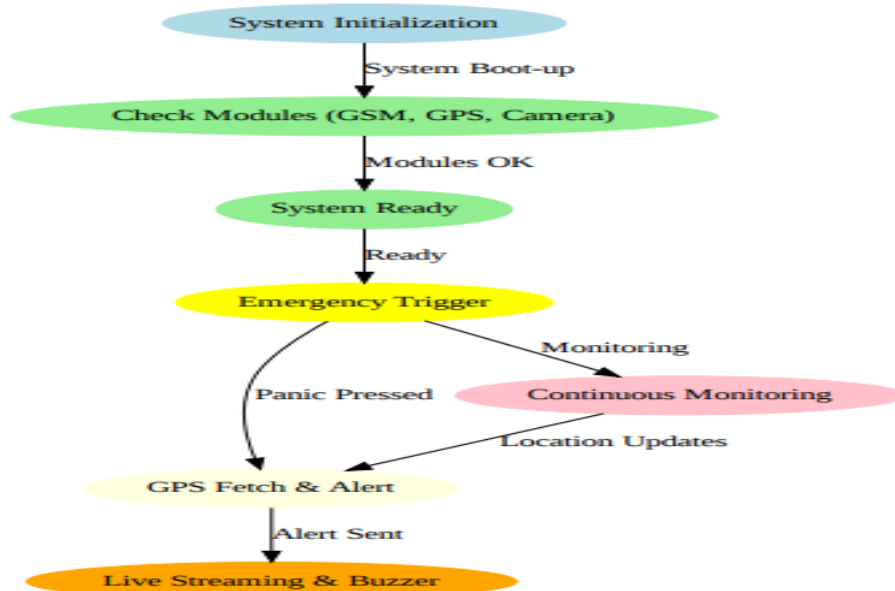 System Initialization
System Boot-up
Check Modules (GSM, GPS, Camera)
Modules OK
System Ready
Ready
Emergency Trigger
Monitoring
Panic Pressed
Continuous Monitoring
Location Updates
GPS Fetch & Alert
Alert Sent
Live Streaming & Buzzer